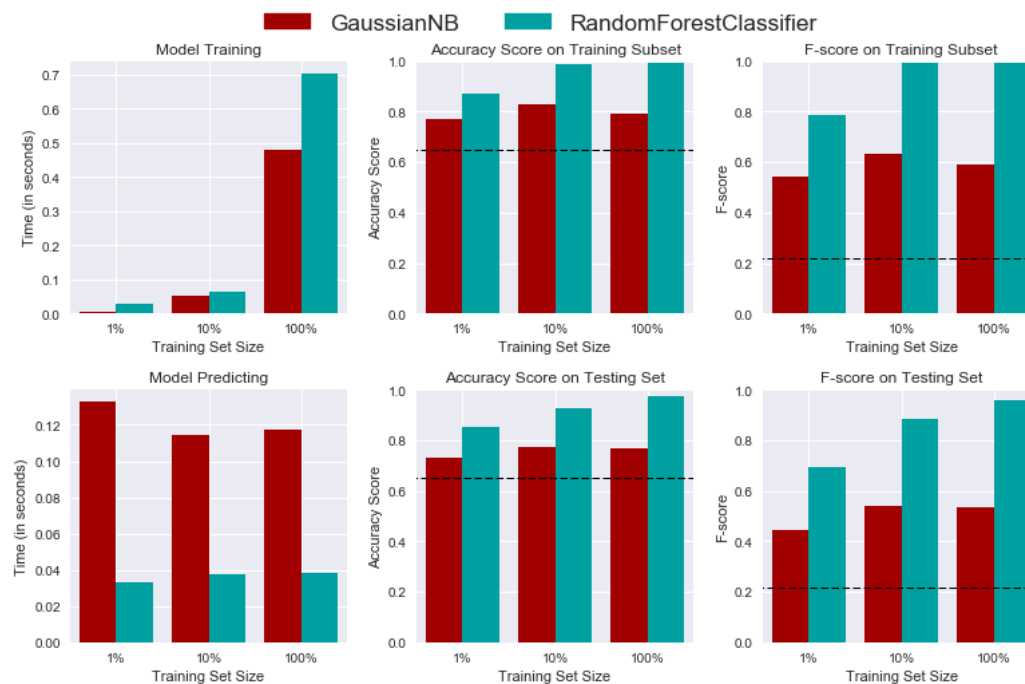 GaussianNB RandomForestClassifier
Model Training
Time (in seconds)
0.7
0.6
0.5
0.4
0.3
0.2
0.1
0.0
1% 10% 100%
Training Set Size
Accuracy Score on Training Subset
Accuracy Score
1.0
0.8
0.6
0.4
0.2
0.0
1% 10% 100%
Training Set Size
F-score on Training Subset
F-score
1.0
0.8
0.6
0.4
0.2
0.0
1% 10% 100%
Training Set Size
Model Predicting
Time (in seconds)
0.12
0.10
0.08
0.06
0.04
0.02
0.00
1% 10% 100%
Training Set Size
Accuracy Score on Testing Set
Accuracy Score
1.0
0.8
0.6
0.4
0.2
0.0
1% 10% 100%
Training Set Size
F-score on Testing Set
F-score
1.0
0.8
0.6
0.4
0.2
0.0
1% 10% 100%
Training Set Size